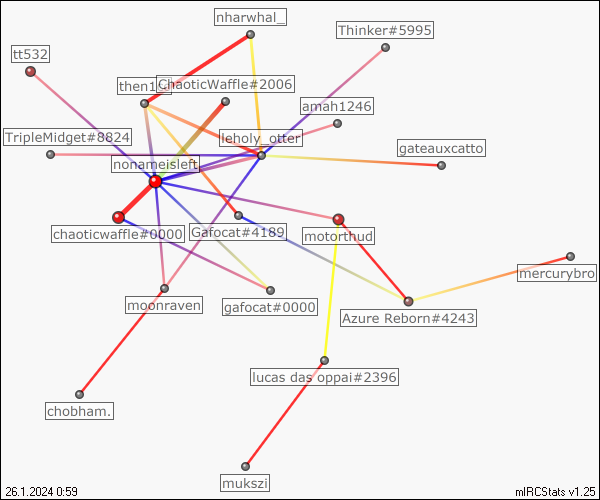 nharwhal_
Thinker#5995
tt532
ChaoticWaffle#2006
amah1246
TripleMidget#8824
leholy_otter
gateauxcatto
nonameisleft
chaoticwaffle#0000
Gafocat#4189
motorthud
mercurybro
moonraven
gafocat#0000
Azure Reborn#4243
lucas das oppai#2396
chobham.
mukszi
26.1.2024 0:59
mIRCStats v1.25